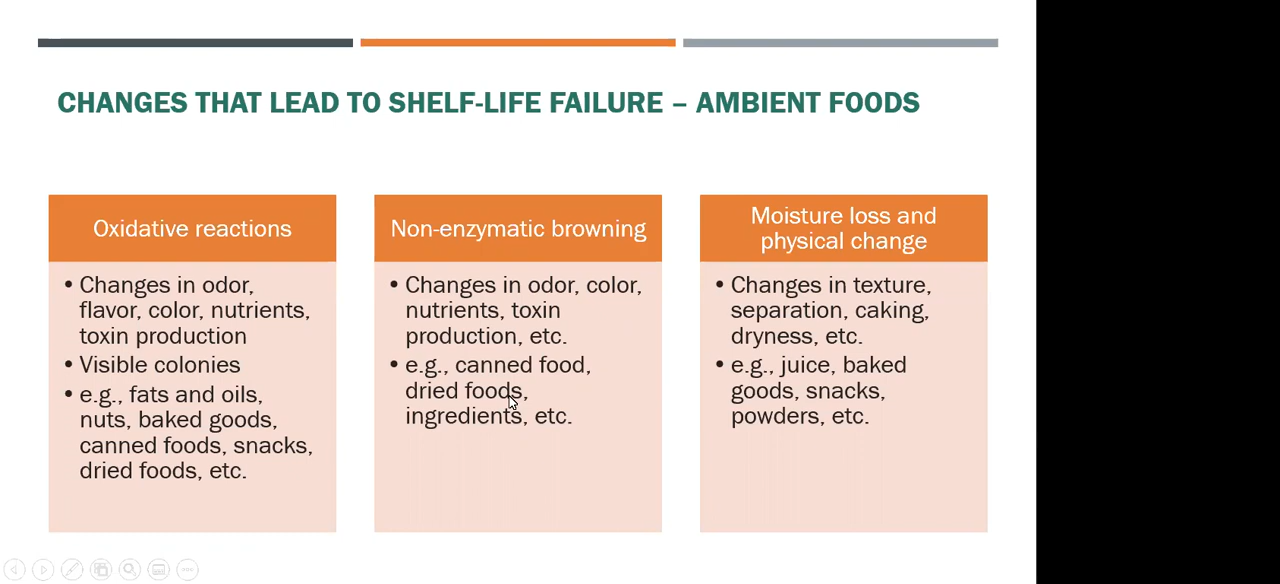 CHANGES THAT LEAD TO SHELF-LIFE FAILURE – AMBIENT FOODS
Oxidative reactions
• Changes in odor,
flavor, color, nutrients,
toxin production
• Visible colonies
• e.g., fats and oils,
nuts, baked goods,
canned foods, snacks,
dried foods, etc.
Non-enzymatic browning
• Changes in odor, color,
nutrients, toxin
production, etc.
• e.g., canned food,
dried foods,
ingredients, etc.
Moisture loss and
physical change
• Changes in texture,
separation, caking,
dryness, etc.
• e.g., juice, baked
goods, snacks,
powders, etc.